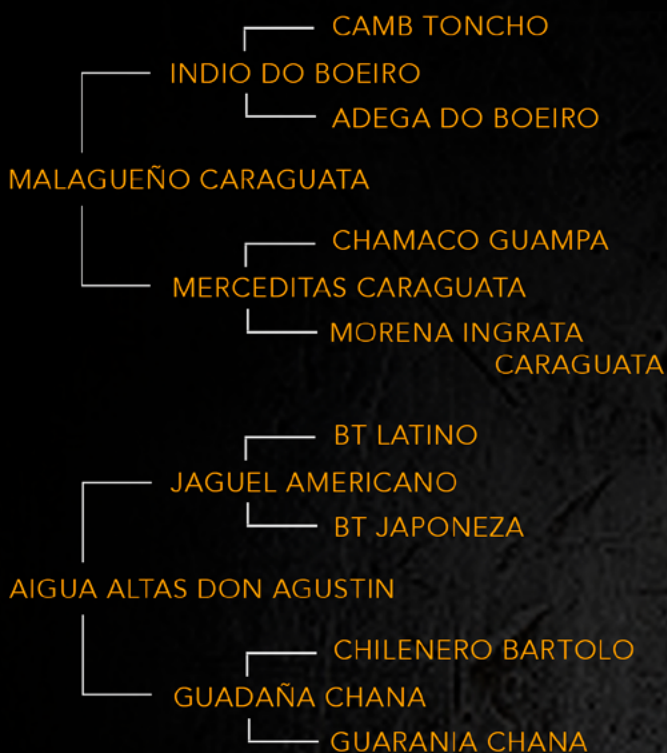 CAMB TONCHO
INDIO DO BOEIRO
ADEGA DO BOEIRO
MALAGUEÑO CARAGUATA
CHAMACO GUAMPA
MERCEDITAS CARAGUATA
MORENA INGRATA
CARAGUATA
BT LATINO
JAGUEL AMERICANO
BT JAPONEZA
AIGUA ALTAS DON AGUSTIN
CHILENERO BARTOLO
GUADAÑA CHANA
GUARANIA CHANA